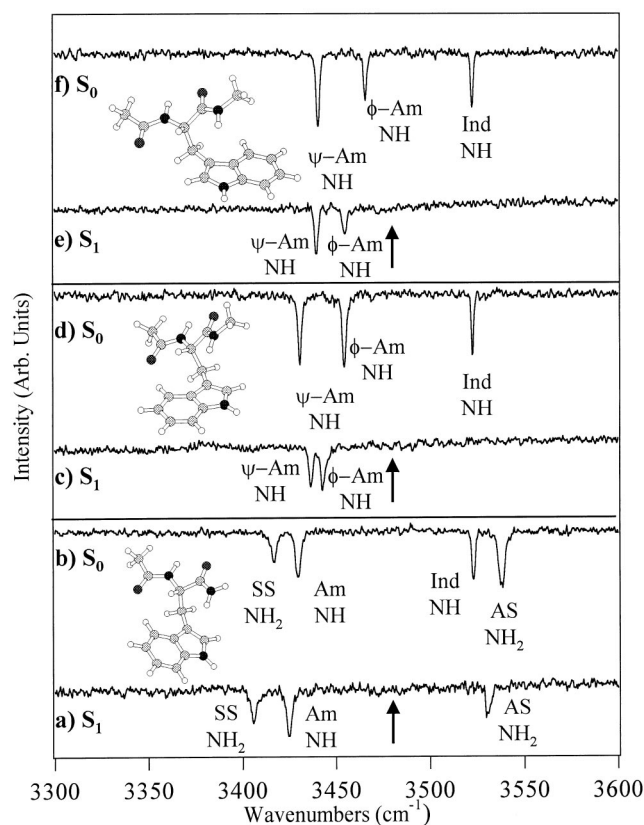 f) S₀
ψ−Am
NH
ϕ−Am
NH
Ind
NH
e) S₁
ψ−Am
NH
ϕ−Am
NH
d) S₀
ψ−Am
NH
ϕ−Am
NH
Ind
NH
c) S₁
ψ−Am
NH
ϕ−Am
NH
b) S₀
SS
NH₂
Am
NH
Ind
NH
AS
NH₂
a) S₁
SS
NH₂
Am
NH
AS
NH₂
Intensity (Arb. Units)
3300 3350 3400 3450 3500 3550 3600
Wavenumbers (cm⁻¹)